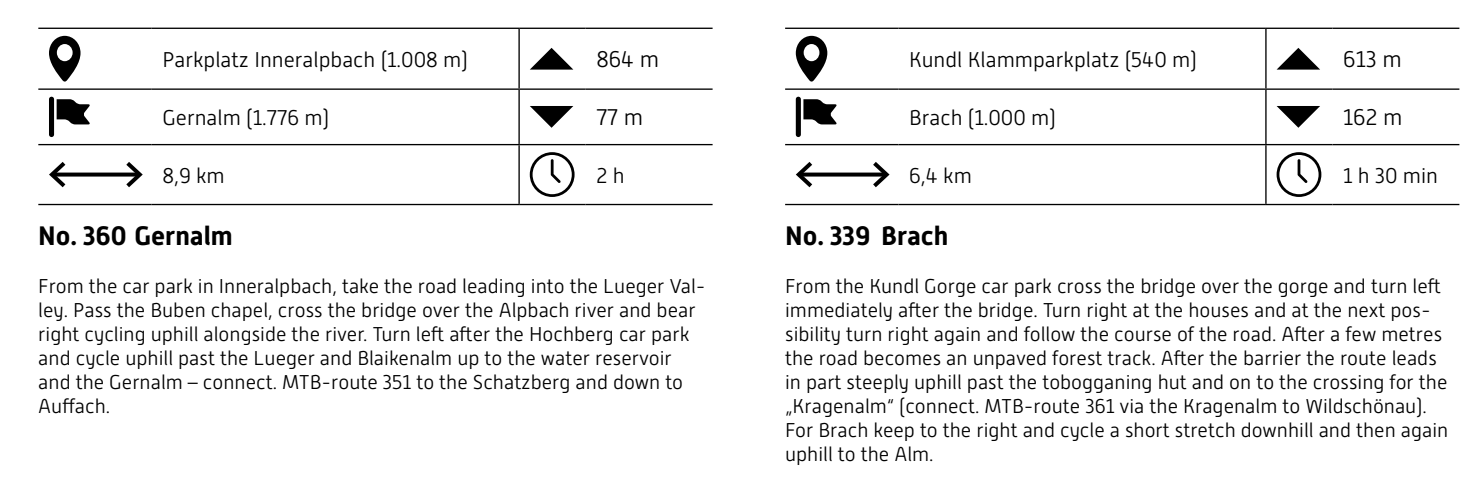 Parkplatz Inneralpbach (1.008 m) 864 m
Gernalm (1.776 m) 77 m
8,9 km 2 h
No. 360 Gernalm
From the car park in Inneralpbach, take the road leading into the Lueger Val-
ley. Pass the Buben chapel, cross the bridge over the Alpbach river and bear
right cycling uphill alongside the river. Turn left after the Hochberg car park
and cycle uphill past the Lueger and Blaikenalm up to the water reservoir
and the Gernalm – connect. MTB-route 351 to the Schatzberg and down to
Auffach.
Kundl Klammparkplatz (540 m) 613 m
Brach (1.000 m) 162 m
6,4 km 1 h 30 min
No. 339 Brach
From the Kundl Gorge car park cross the bridge over the gorge and turn left
immediately after the bridge. Turn right at the houses and at the next pos-
sibility turn right again and follow the course of the road. After a few metres
the road becomes an unpaved forest track. After the barrier the route leads
in part steeply uphill past the tobogganing hut and on to the crossing for the
„Kragenalm“ (connect. MTB-route 361 via the Kragenalm to Wildschönau).
For Brach keep to the right and cycle a short stretch downhill and then again
uphill to the Alm.